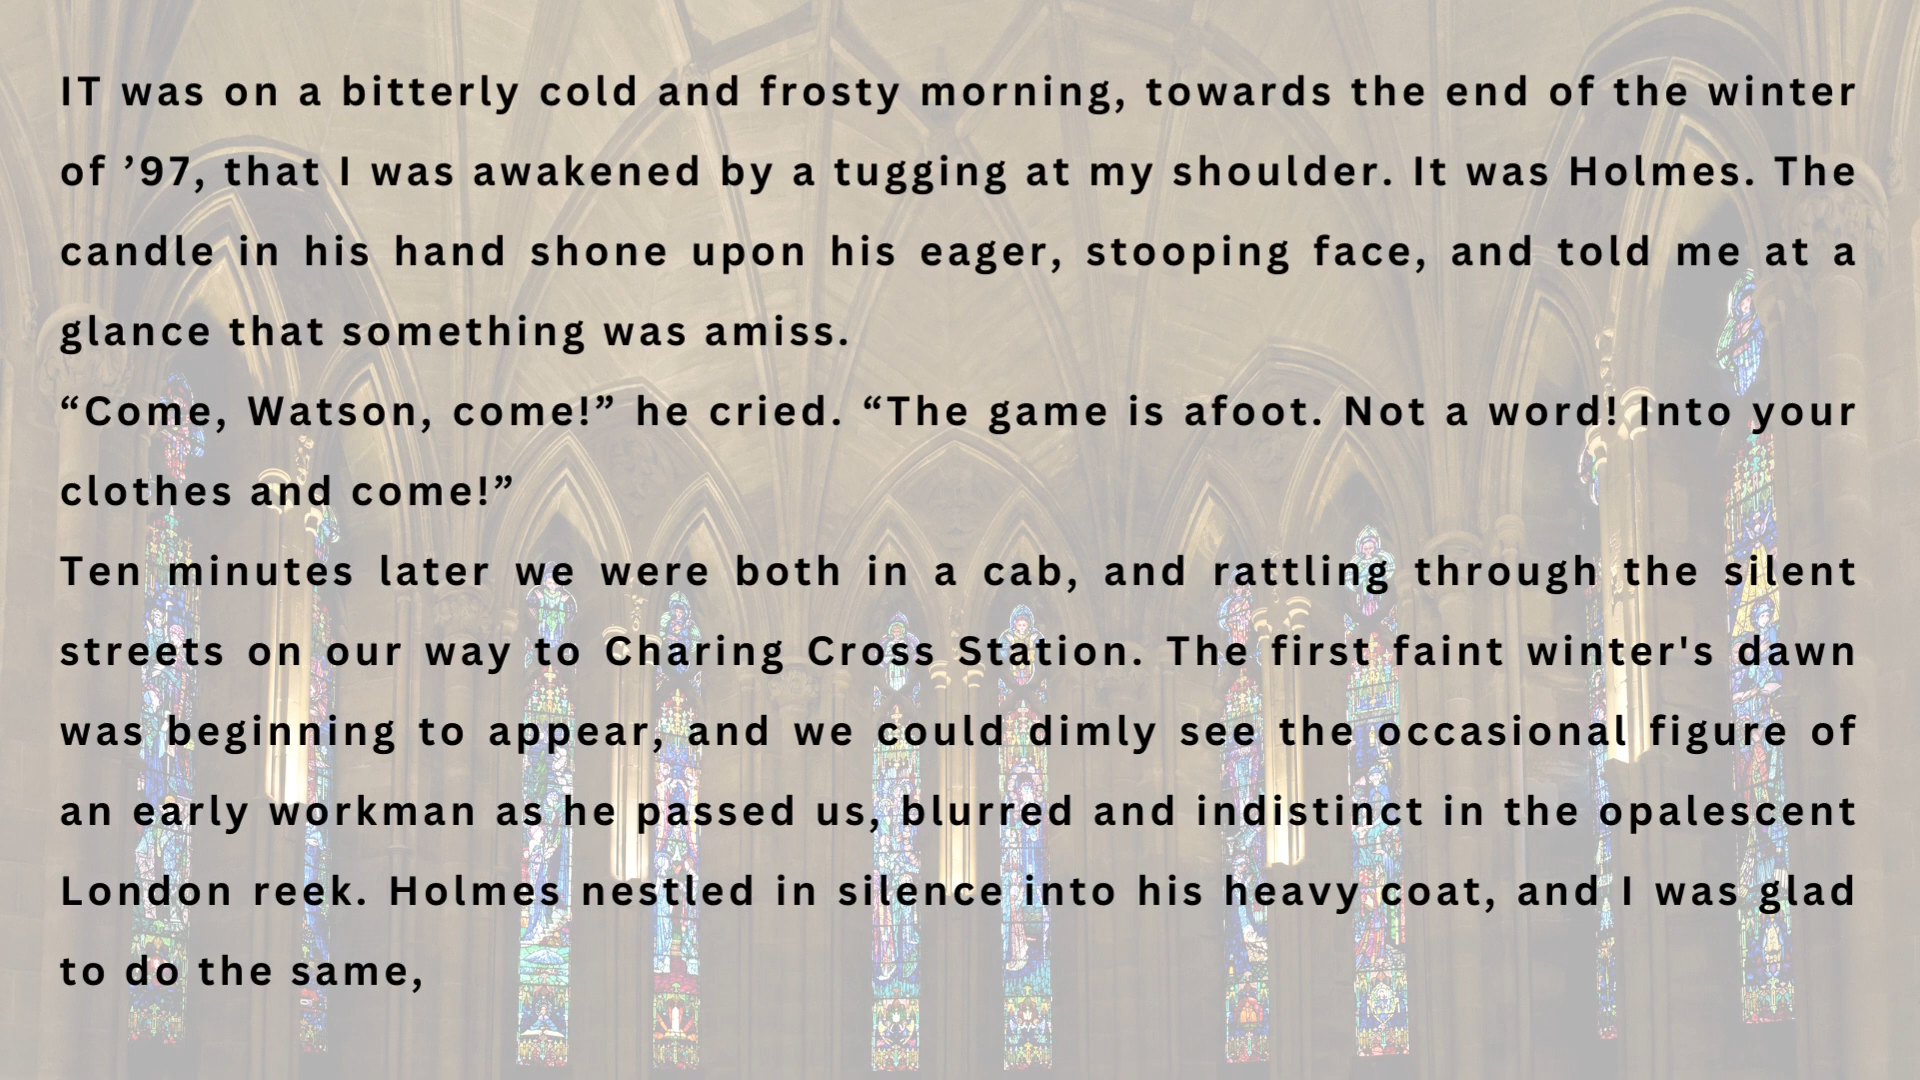 IT was on a bitterly cold and frosty morning, towards the end of the winter
of ’97, that I was awakened by a tugging at my shoulder. It was Holmes. The
candle in his hand shone upon his eager, stooping face, and told me at a
glance that something was amiss.
“Come, Watson, come!” he cried. “The game is afoot. Not a word! Into your
clothes and come!”
Ten minutes later we were both in a cab, and rattling through the silent
streets on our way to Charing Cross Station. The first faint winter's dawn
was beginning to appear, and we could dimly see the occasional figure of
an early workman as he passed us, blurred and indistinct in the opalescent
London reek. Holmes nestled in silence into his heavy coat, and I was glad
to do the same,